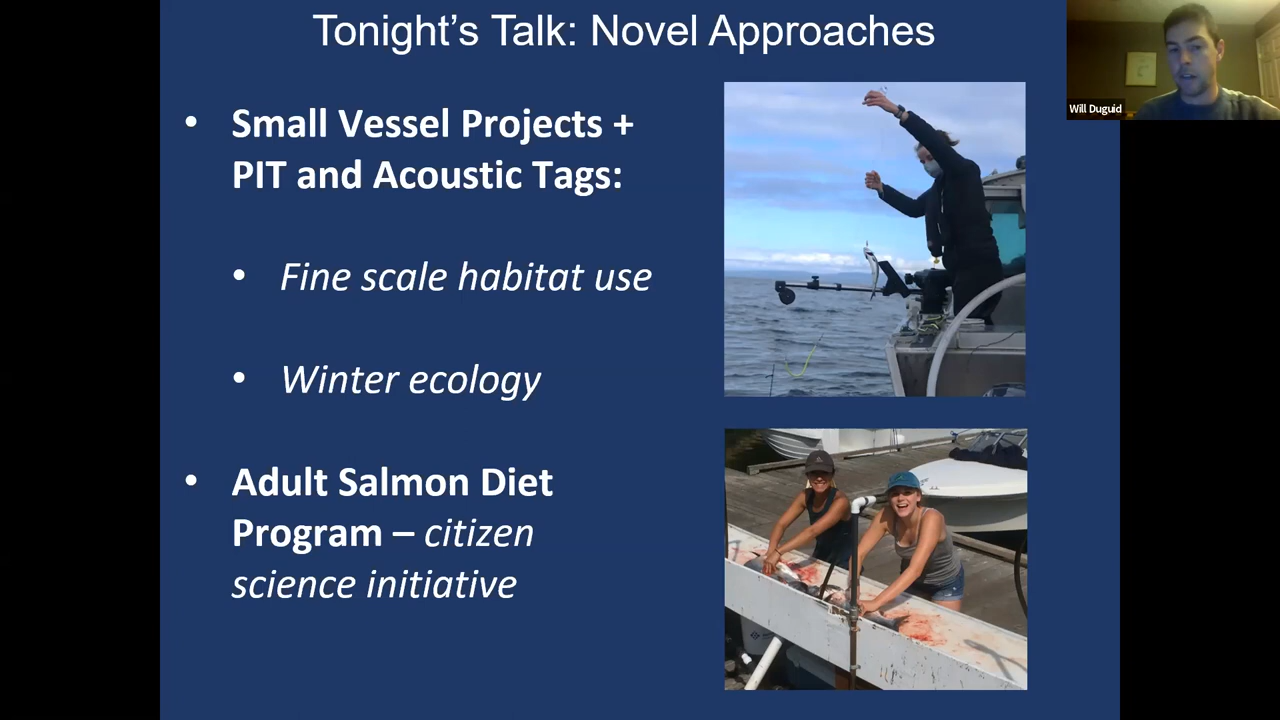 Tonight’s Talk: Novel Approaches
Will Duguid
• Small Vessel Projects +
PIT and Acoustic Tags:
• Fine scale habitat use
• Winter ecology
• Adult Salmon Diet
Program – citizen
science initiative